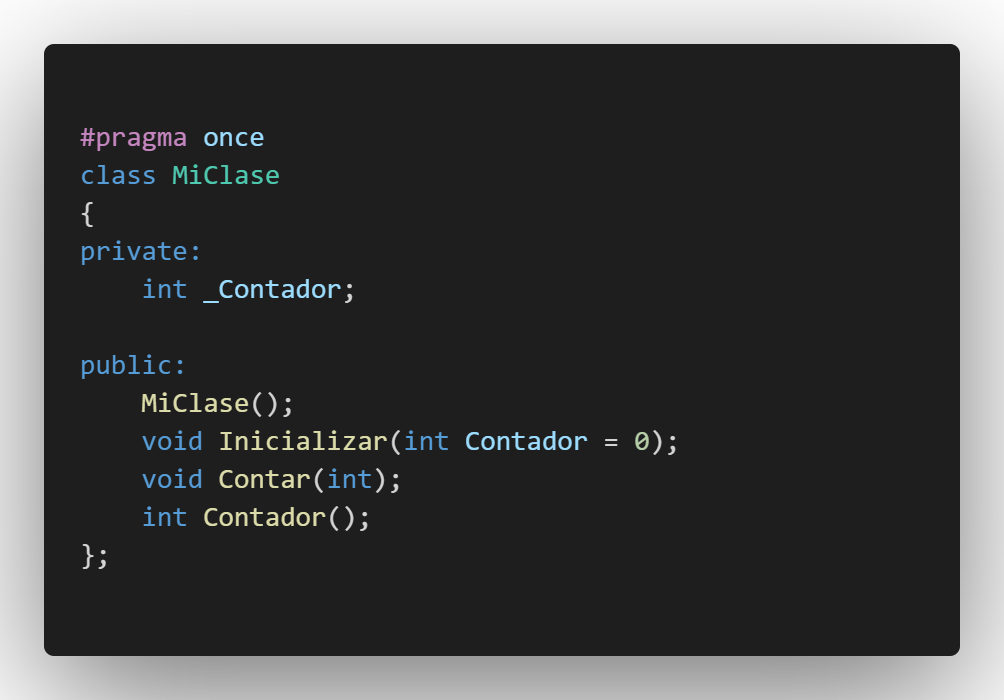 #pragma once
class MiClase
{
private:
    int _Contador;

public:
    MiClase();
    void Inicializar(int Contador = 0);
    void Contar(int);
    int Contador();
};